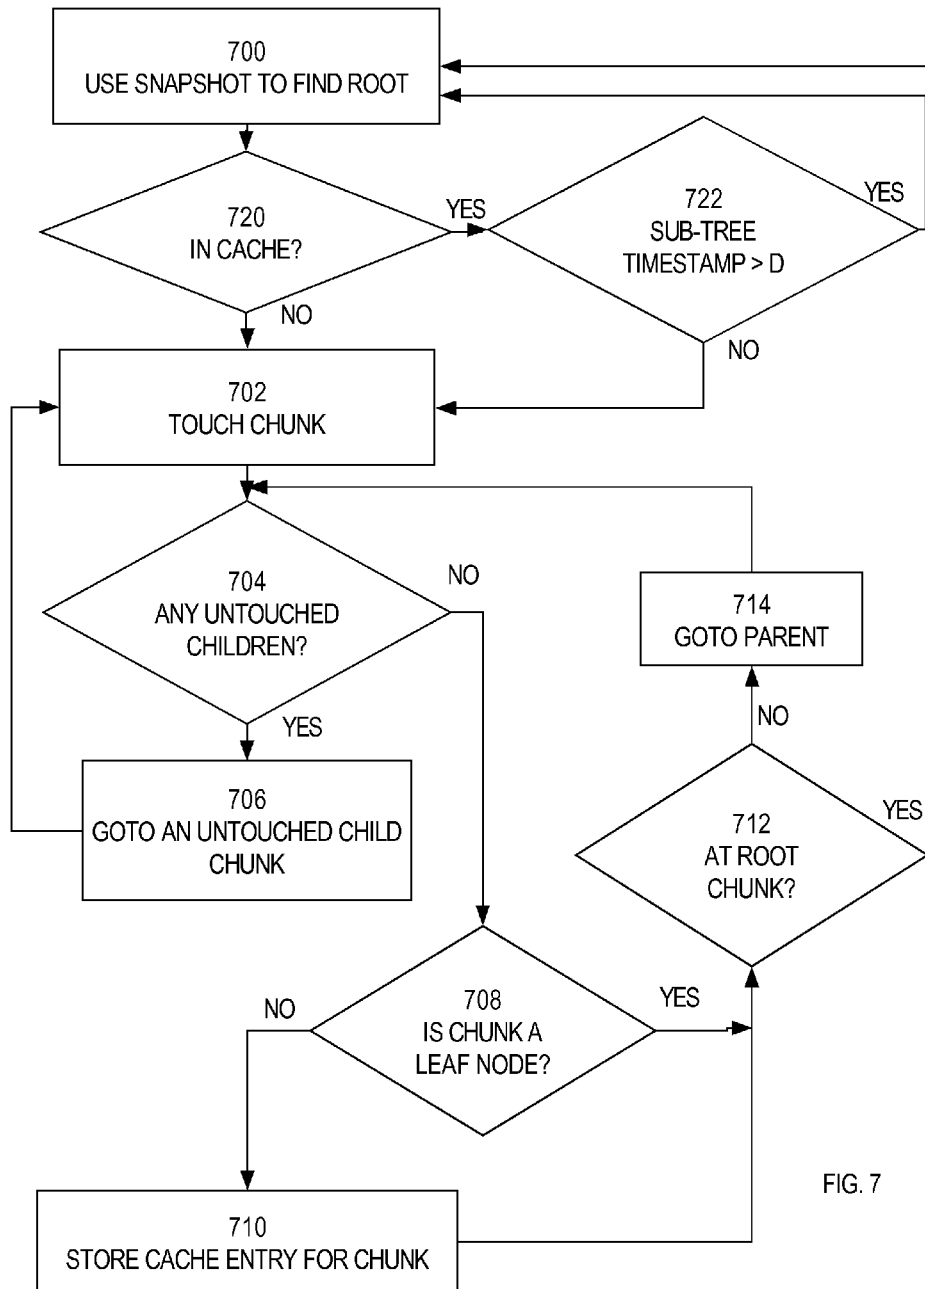 700
USE SNAPSHOT TO FIND ROOT
720
IN CACHE?
YES
722
SUB-TREE
TIMESTAMP > D
YES
NO
NO
702
TOUCH CHUNK
704
ANY UNTOUCHED
CHILDREN?
NO
YES
706
GOTO AN UNTOUCHED CHILD
CHUNK
714
GOTO PARENT
NO
712
AT ROOT
CHUNK?
YES
708
IS CHUNK A
LEAF NODE?
NO
YES
710
STORE CACHE ENTRY FOR CHUNK
FIG. 7